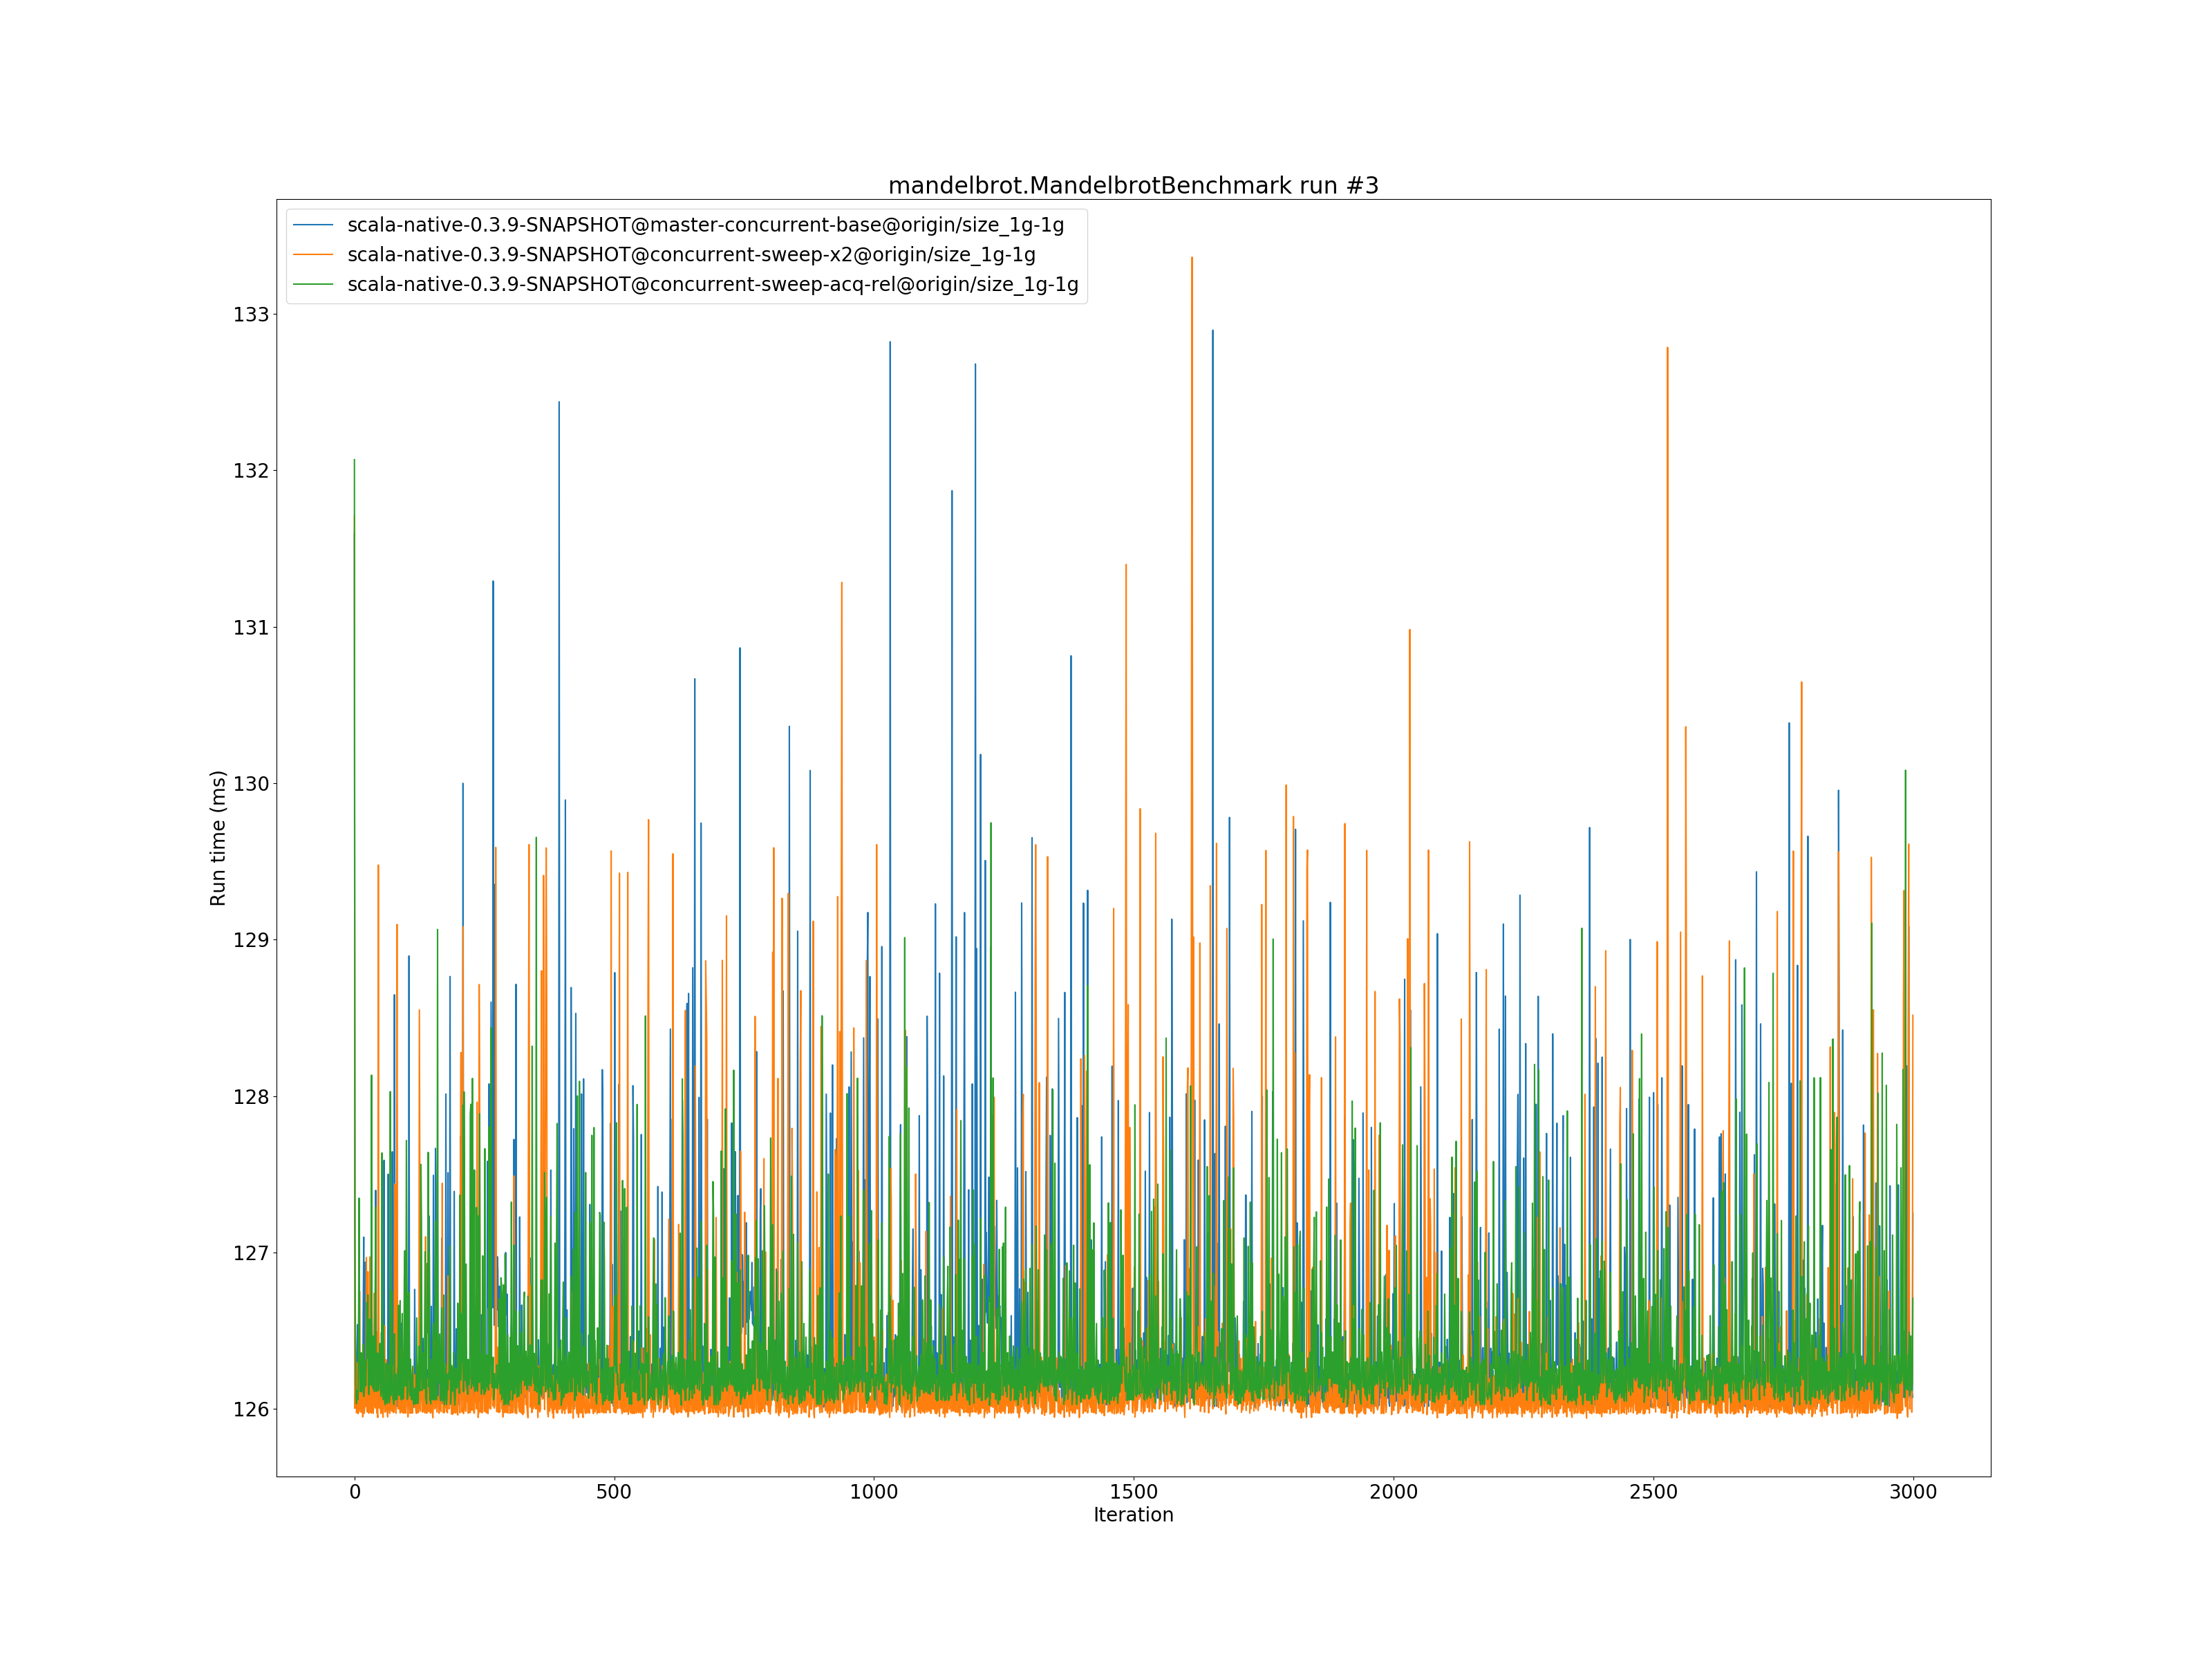 mandelbrot.MandelbrotBenchmark run #3
scala-native-0.3.9-SNAPSHOT@master-concurrent-base@origin/size_1g-1g
scala-native-0.3.9-SNAPSHOT@concurrent-sweep-x2@origin/size_1g-1g
scala-native-0.3.9-SNAPSHOT@concurrent-sweep-acq-rel@origin/size_1g-1g
133
132
131
130
129
128
127
126
Run time (ms)
0 500 1000 1500 2000 2500 3000
Iteration